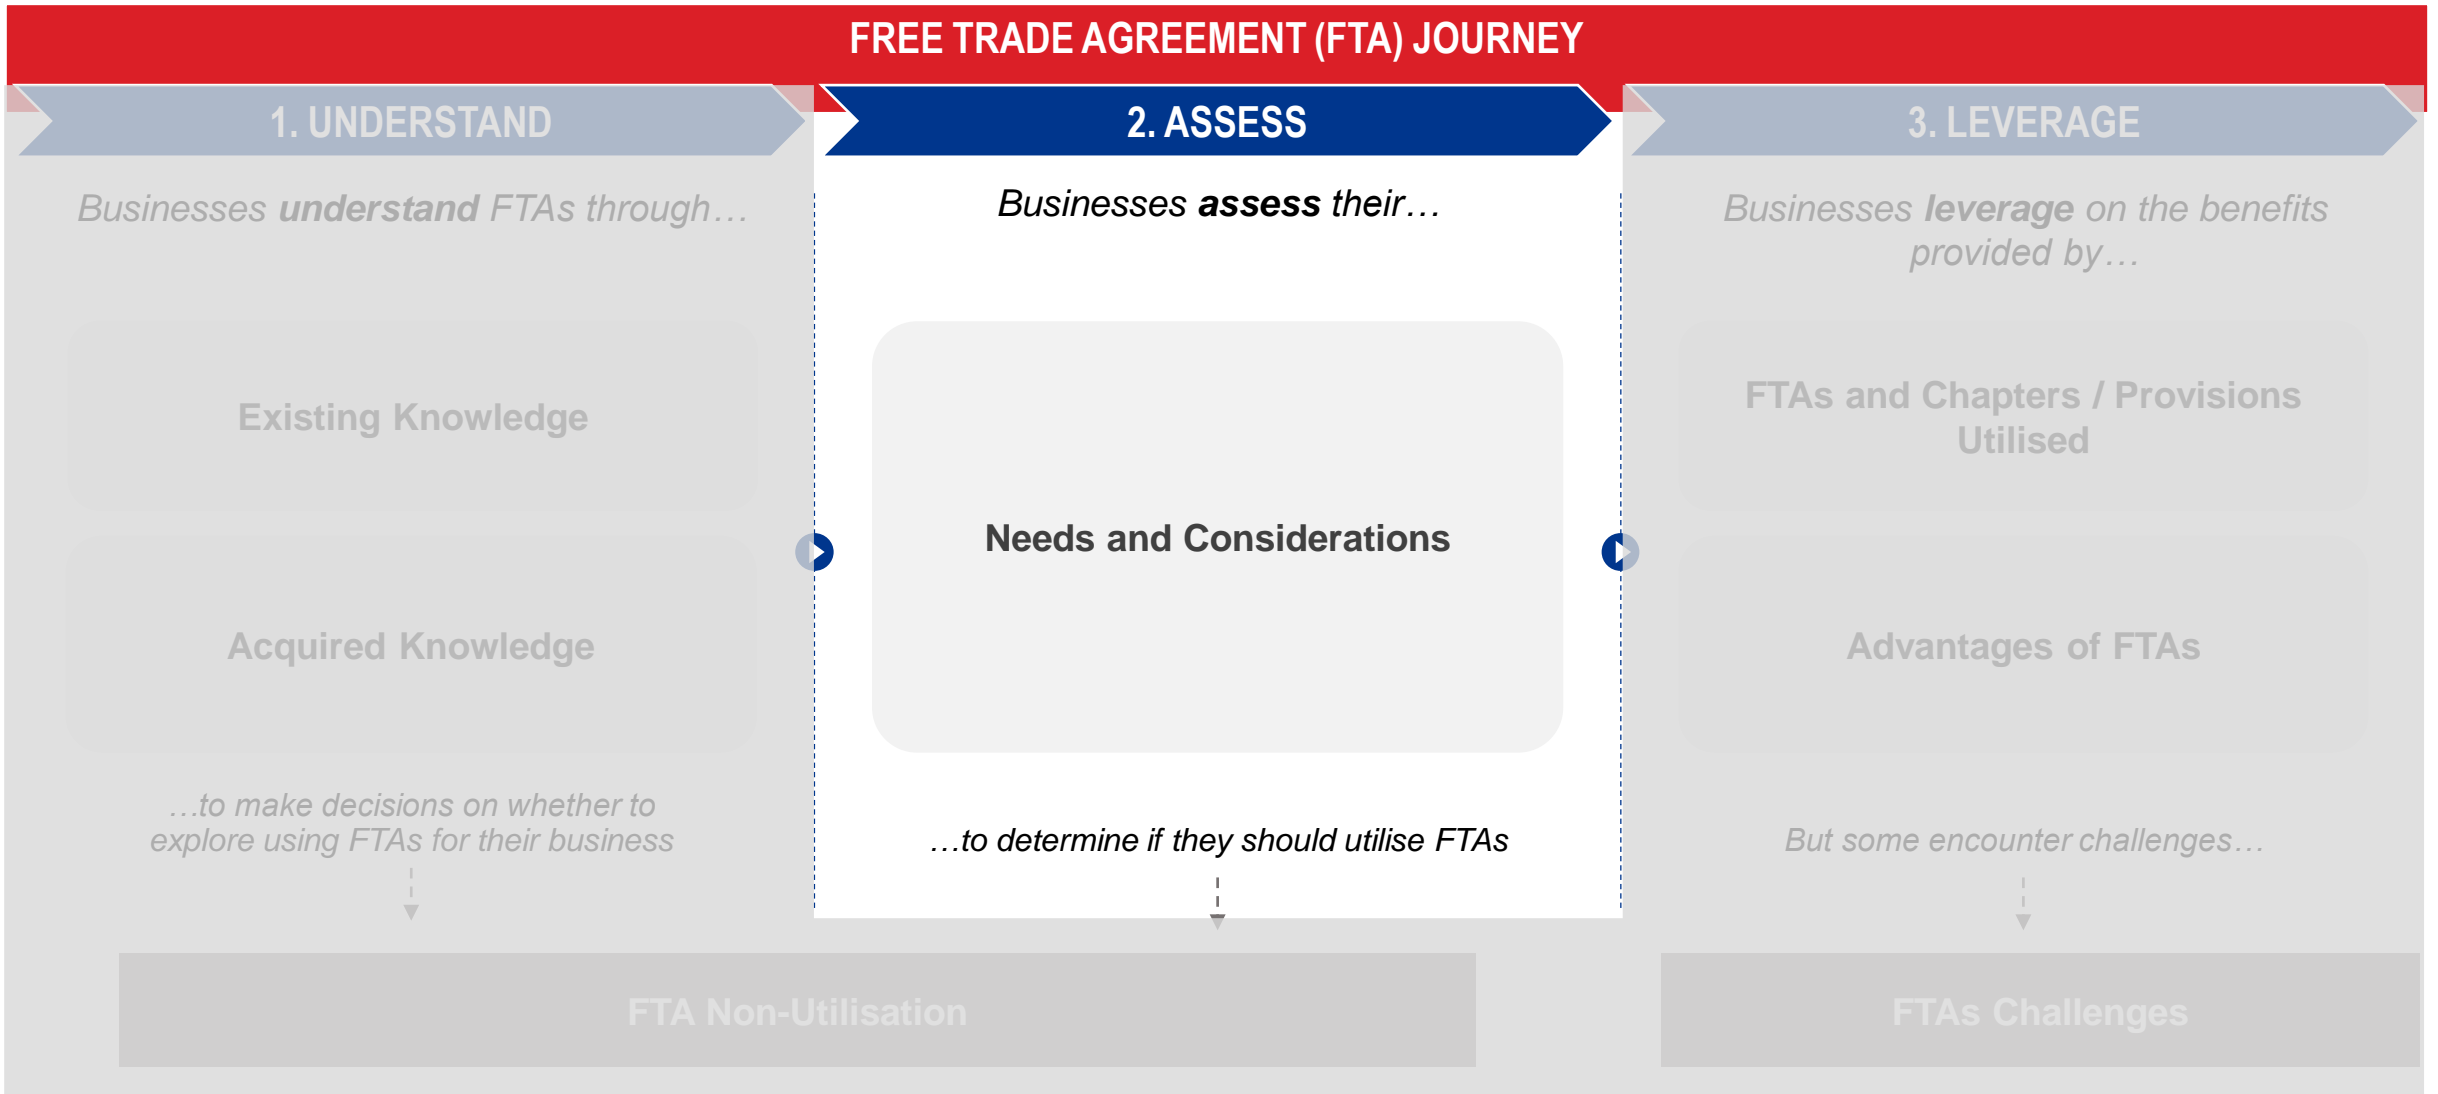 FREE TRADE AGREEMENT (FTA) JOURNEY
1. UNDERSTAND
Businesses understand FTAs through…
Existing Knowledge
Acquired Knowledge
…to make decisions on whether to
explore using FTAs for their business
2. ASSESS
Businesses assess their…
Needs and Considerations
…to determine if they should utilise FTAs
FTA Non-Utilisation
3. LEVERAGE
Businesses leverage on the benefits
provided by…
FTAs and Chapters / Provisions
Utilised
Advantages of FTAs
But some encounter challenges…
FTAs Challenges